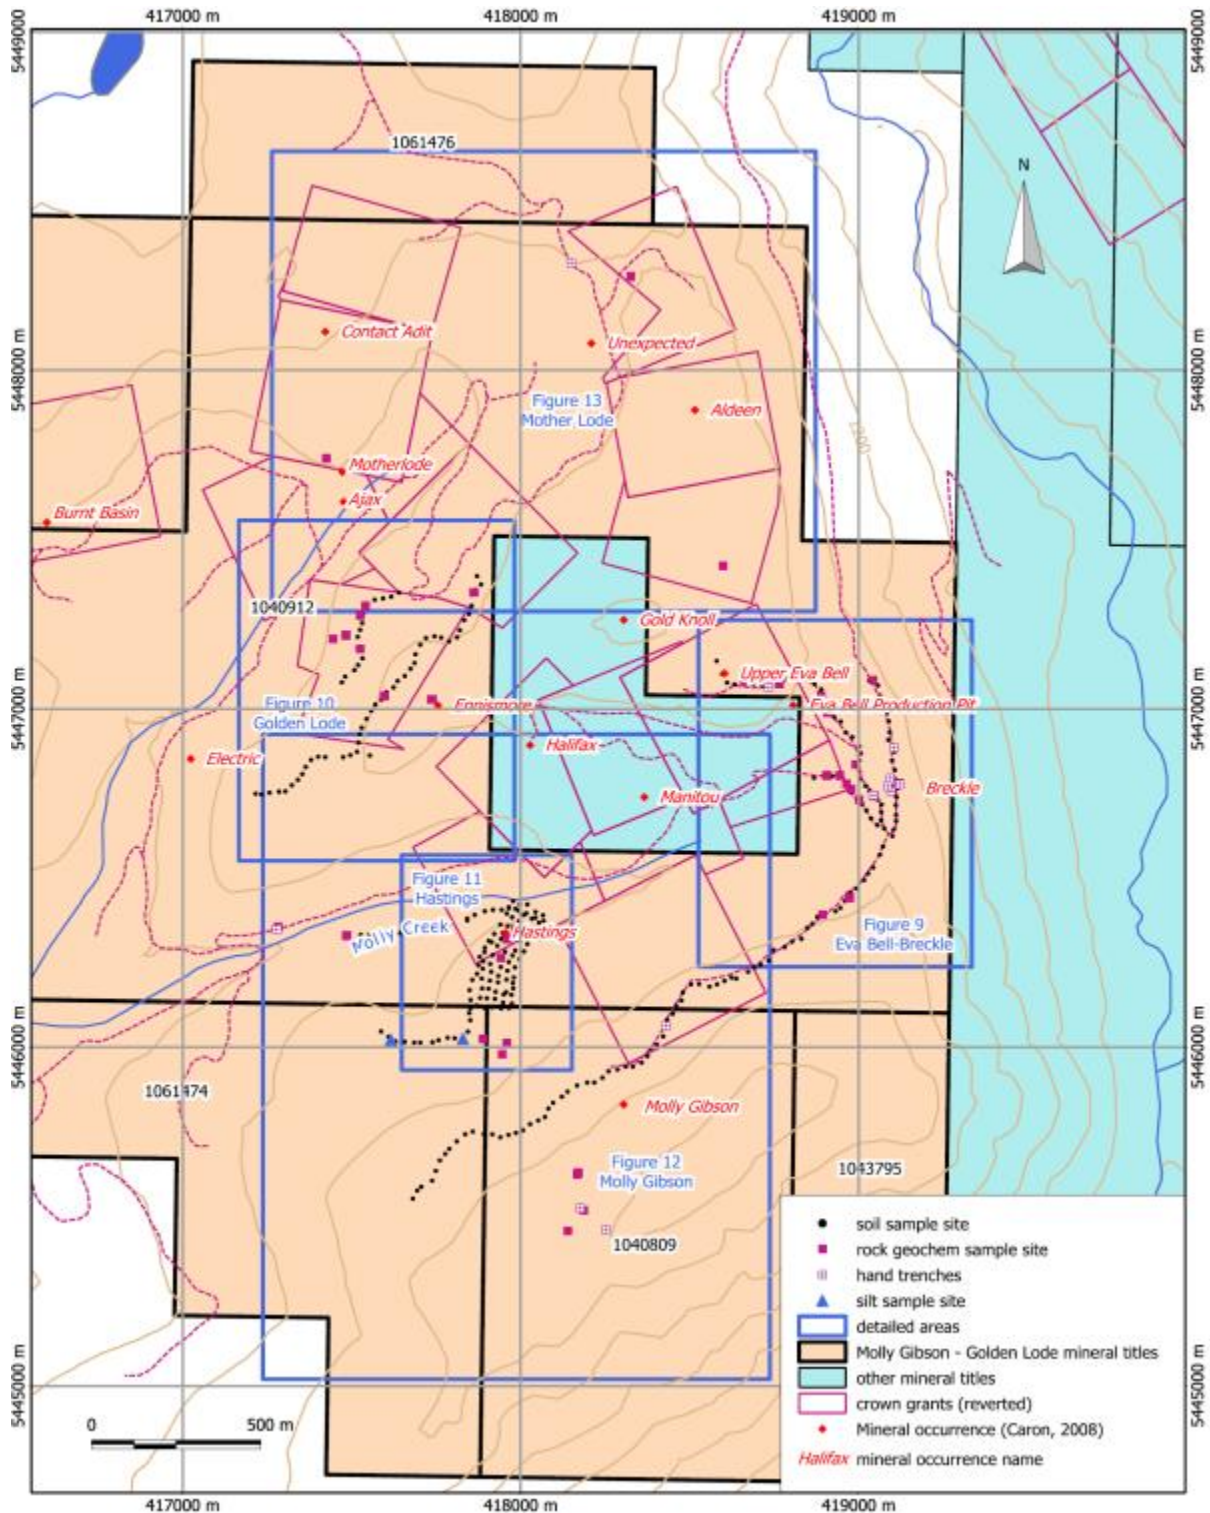 417000 m
418000 m
419000 m
5449000
5449000
1061476
N
Contact Adit
Unexpected
5448000 m
5448000 m
Figure 13
Mother Lode
Aldeen
2200
Motherlode
Ajax
Burnt Basin
1040912
Gold Knoll
Upper Eva Bell
Figure 10
Golden Lode
Ennismore
Eva Bell Production Pit
5447000 m
5447000 m
Halifax
Electric
Manitou
Breckle
Figure 11
Hastings
Figure 9
Eva Bell-Breckle
Molly Creek
Hastings
5446000 m
5446000 m
1061474
Molly Gibson
Figure 12
Molly Gibson
1043795
1040809
soil sample site
rock geochem sample site
hand trenches
silt sample site
detailed areas
Molly Gibson - Golden Lode mineral titles
other mineral titles
crown grants (reverted)
Mineral occurrence (Caron, 2008)
Halifax mineral occurrence name
5445000 m
5445000 m
0 500 m
417000 m
418000 m
419000 m